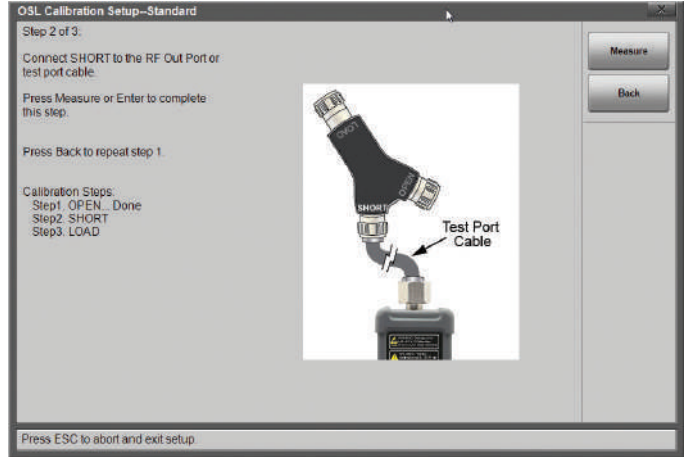 OSL Calibration Setup--Standard
Step 2 of 3:
Connect SHORT to the RF Out Port or
test port cable.
Press Measure or Enter to complete
this step.
Press Back to repeat step 1.
Calibration Steps:
Step1. OPEN... Done
Step2. SHORT
Step3. LOAD
LOAD
OPEN
SHORT
Test Port
Cable
Measure
Back
Press ESC to abort and exit setup.